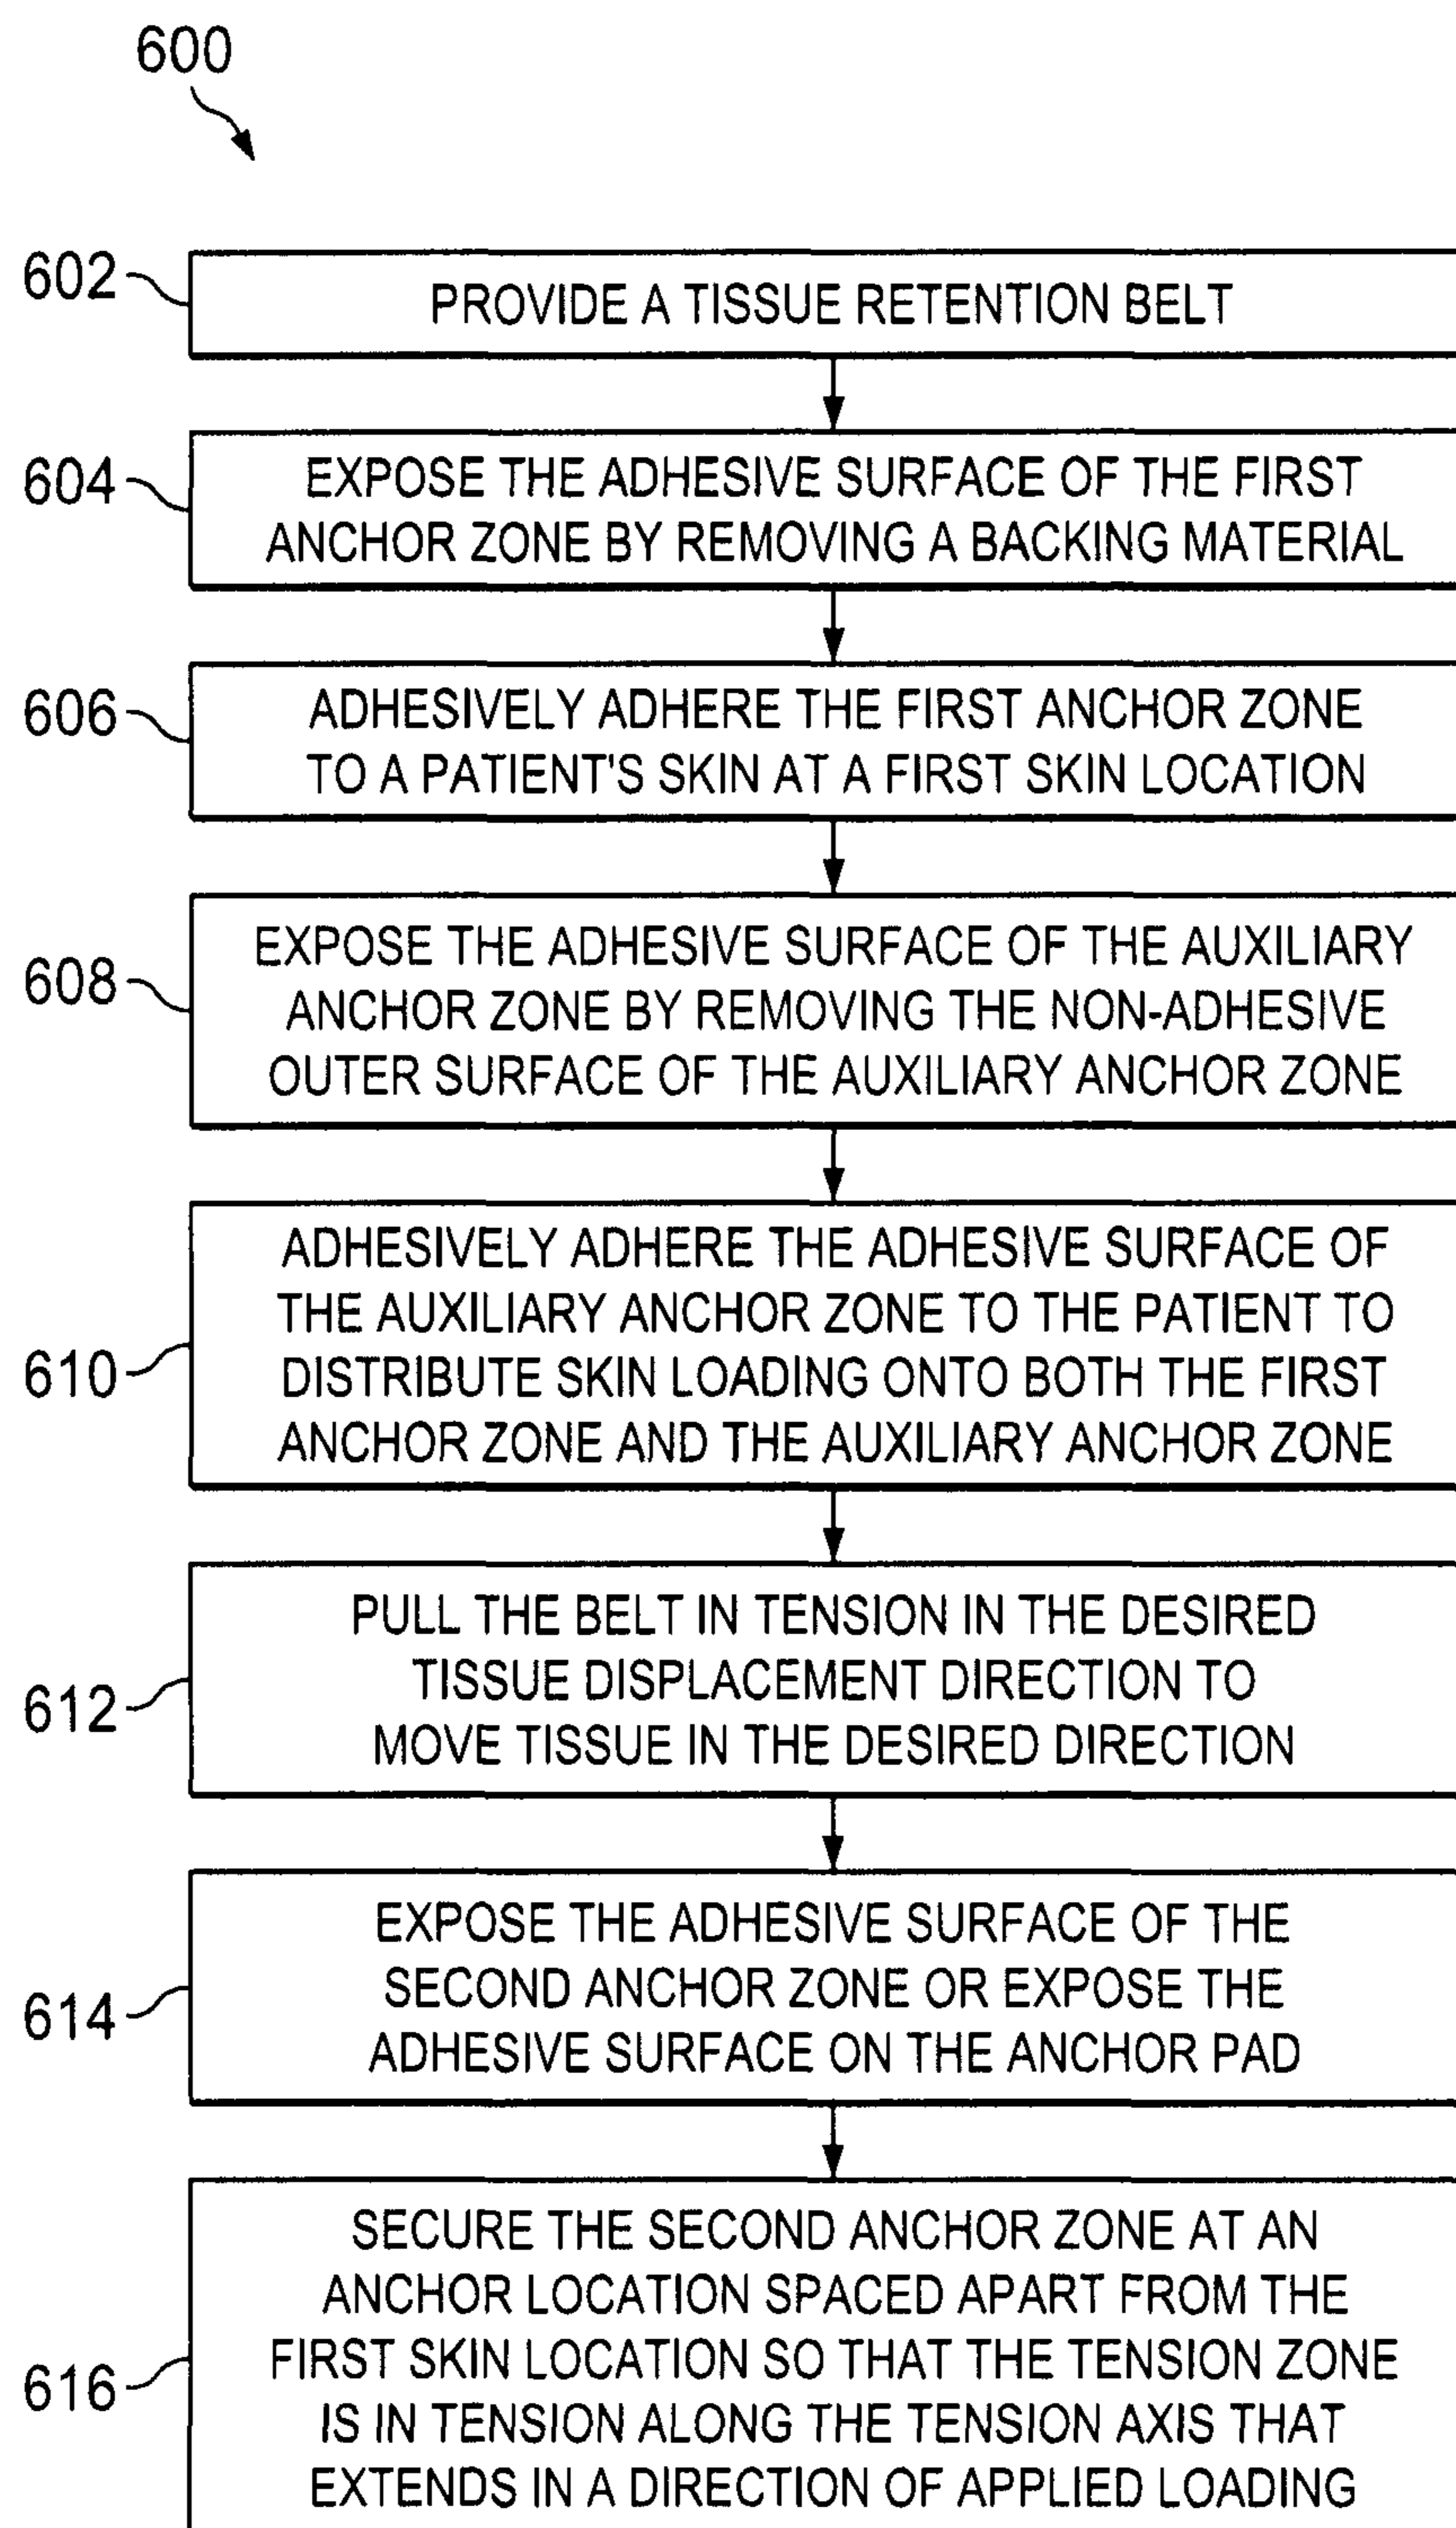 600
602
PROVIDE A TISSUE RETENTION BELT
604
EXPOSE THE ADHESIVE SURFACE OF THE FIRST
ANCHOR ZONE BY REMOVING A BACKING MATERIAL
606
ADHESIVELY ADHERE THE FIRST ANCHOR ZONE
TO A PATIENT'S SKIN AT A FIRST SKIN LOCATION
608
EXPOSE THE ADHESIVE SURFACE OF THE AUXILIARY
ANCHOR ZONE BY REMOVING THE NON-ADHESIVE
OUTER SURFACE OF THE AUXILIARY ANCHOR ZONE
610
ADHESIVELY ADHERE THE ADHESIVE SURFACE OF
THE AUXILIARY ANCHOR ZONE TO THE PATIENT TO
DISTRIBUTE SKIN LOADING ONTO BOTH THE FIRST
ANCHOR ZONE AND THE AUXILIARY ANCHOR ZONE
612
PULL THE BELT IN TENSION IN THE DESIRED
TISSUE DISPLACEMENT DIRECTION TO
MOVE TISSUE IN THE DESIRED DIRECTION
614
EXPOSE THE ADHESIVE SURFACE OF THE
SECOND ANCHOR ZONE OR EXPOSE THE
ADHESIVE SURFACE ON THE ANCHOR PAD
616
SECURE THE SECOND ANCHOR ZONE AT AN
ANCHOR LOCATION SPACED APART FROM THE
FIRST SKIN LOCATION SO THAT THE TENSION ZONE
IS IN TENSION ALONG THE TENSION AXIS THAT
EXTENDS IN A DIRECTION OF APPLIED LOADING